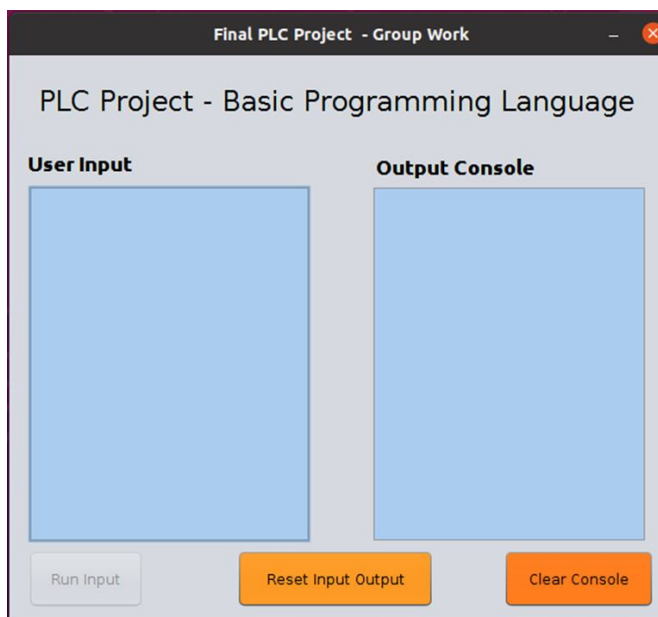 Final PLC Project - Group Work
PLC Project - Basic Programming Language
User Input
Output Console
Run Input
Reset Input Output
Clear Console